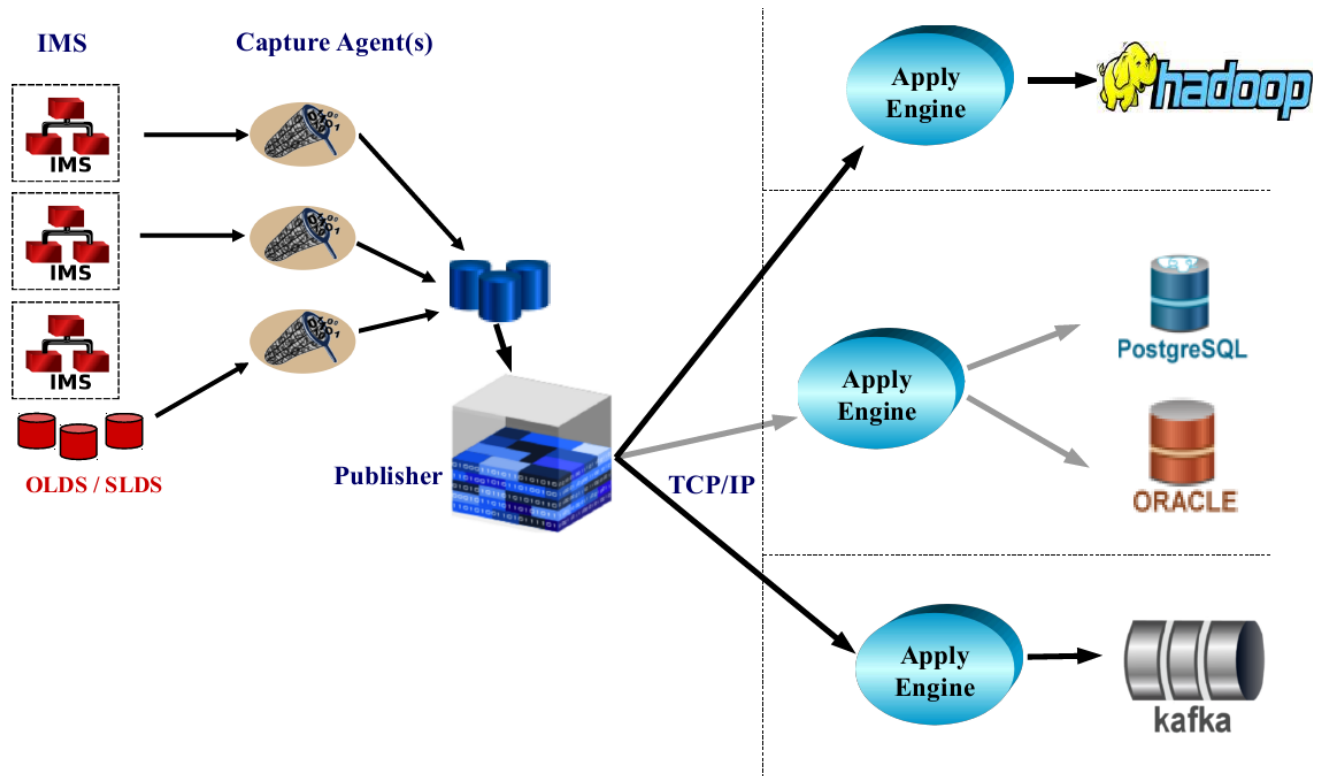 IMS
Capture Agent(s)
IMS
IMS
IMS
OLDS / SLDS
Publisher
TCP/IP
Apply
Engine
hadoop
Apply
Engine
PostgreSQL
ORACLE
Apply
Engine
kafka